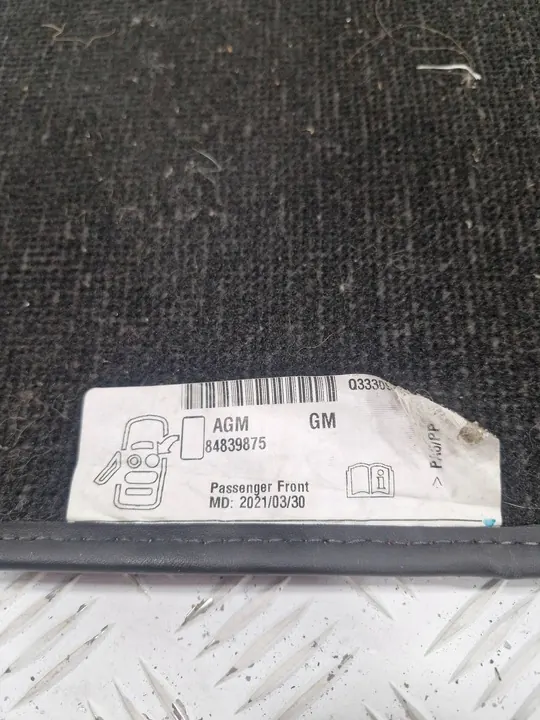 AGM GM
84839875
Passenger Front
MD: 2021/03/30